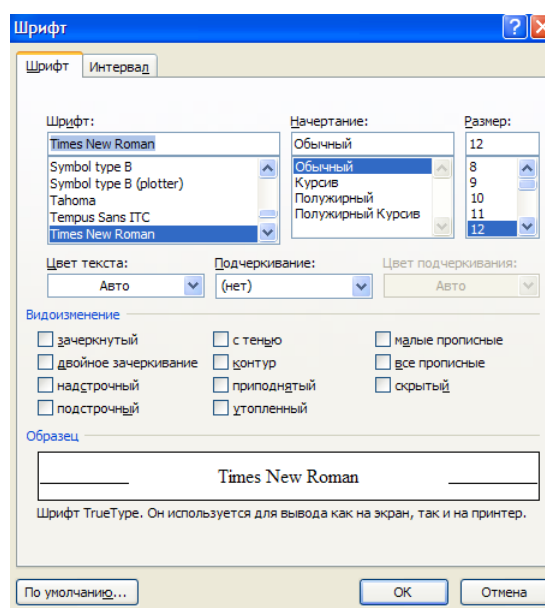 Шрифт
Шрифт Интервал
Шрифт: Начертание: Размер:
Times New Roman Обычный 12
Symbol type B Обычный 8
Symbol type B (plotter) Курсив 9
Tahoma Полужирный 10
Tempus Sans ITC Полужирный Курсив 11
Times New Roman 12
Цвет текста: Подчеркивание: Цвет подчеркивания:
Авто (нет) Авто
Видоизменение
зачеркнутый с тенью малые прописные
двойное зачеркивание контур все прописные
надстрочный приподнятый скрытый
подстрочный утопленный
Образец
Times New Roman
Шрифт TrueType. Он используется для вывода как на экран, так и на принтер.
По умолчанию... ОК Отмена